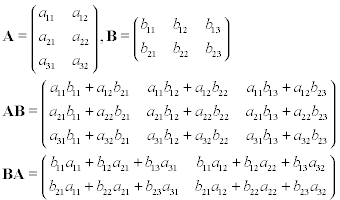 A = ( a₁₁ a₁₂
a₂₁ a₂₂
a₃₁ a₃₂ ), B = ( b₁₁ b₁₂ b₁₃
b₂₁ b₂₂ b₂₃ )
AB = ( a₁₁b₁₁ + a₁₂b₂₁ a₁₁b₁₂ + a₁₂b₂₂ a₁₁b₁₃ + a₁₂b₂₃
a₂₁b₁₁ + a₂₂b₂₁ a₂₁b₁₂ + a₂₂b₂₂ a₂₁b₁₃ + a₂₂b₂₃
a₃₁b₁₁ + a₃₂b₂₁ a₃₁b₁₂ + a₃₂b₂₂ a₃₁b₁₃ + a₃₂b₂₃ )
BA = ( b₁₁a₁₁ + b₁₂a₂₁ + b₁₃a₃₁ b₁₁a₁₂ + b₁₂a₂₂ + b₁₃a₃₂
b₂₁a₁₁ + b₂₂a₂₁ + b₂₃a₃₁ b₂₁a₁₂ + b₂₂a₂₂ + b₂₃a₃₂ )